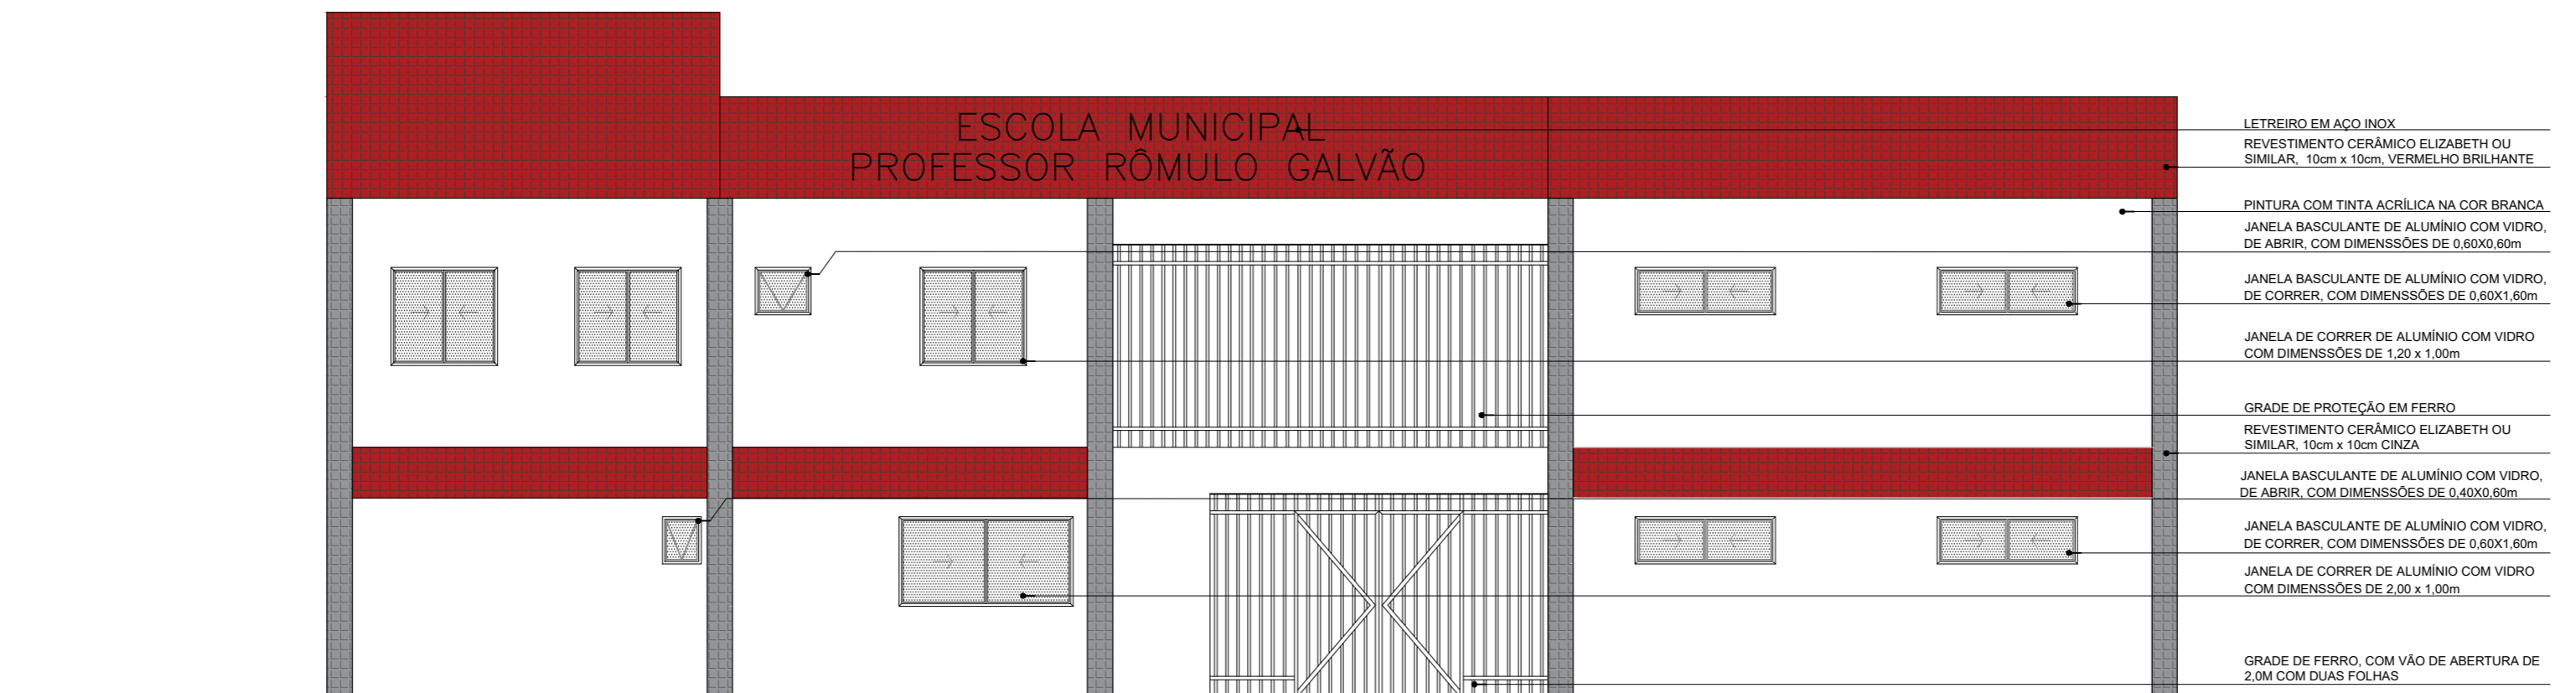 ESCOLA MUNICIPAL
PROFESSOR RÔMULO GALVÃO
LETREIRO EM AÇO INOX
REVESTIMENTO CERÂMICO ELIZABETH OU
SIMILAR, 10cm x 10cm, VERMELHO BRILHANTE
PINTURA COM TINTA ACRÍLICA NA COR BRANCA
JANELA BASCULANTE DE ALUMÍNIO COM VIDRO,
DE ABRIR, COM DIMENSSÕES DE 0,60X0,60m
JANELA BASCULANTE DE ALUMÍNIO COM VIDRO,
DE CORRER, COM DIMENSSÕES DE 0,60X1,60m
JANELA DE CORRER DE ALUMÍNIO COM VIDRO
COM DIMENSSÕES DE 1,20 x 1,00m
GRADE DE PROTEÇÃO EM FERRO
REVESTIMENTO CERÂMICO ELIZABETH OU
SIMILAR, 10cm x 10cm CINZA
JANELA BASCULANTE DE ALUMÍNIO COM VIDRO,
DE ABRIR, COM DIMENSSÕES DE 0,40X0,60m
JANELA BASCULANTE DE ALUMÍNIO COM VIDRO,
DE CORRER, COM DIMENSSÕES DE 0,60X1,60m
JANELA DE CORRER DE ALUMÍNIO COM VIDRO
COM DIMENSSÕES DE 2,00 x 1,00m
GRADE DE FERRO, COM VÃO DE ABERTURA DE
2,0M COM DUAS FOLHAS